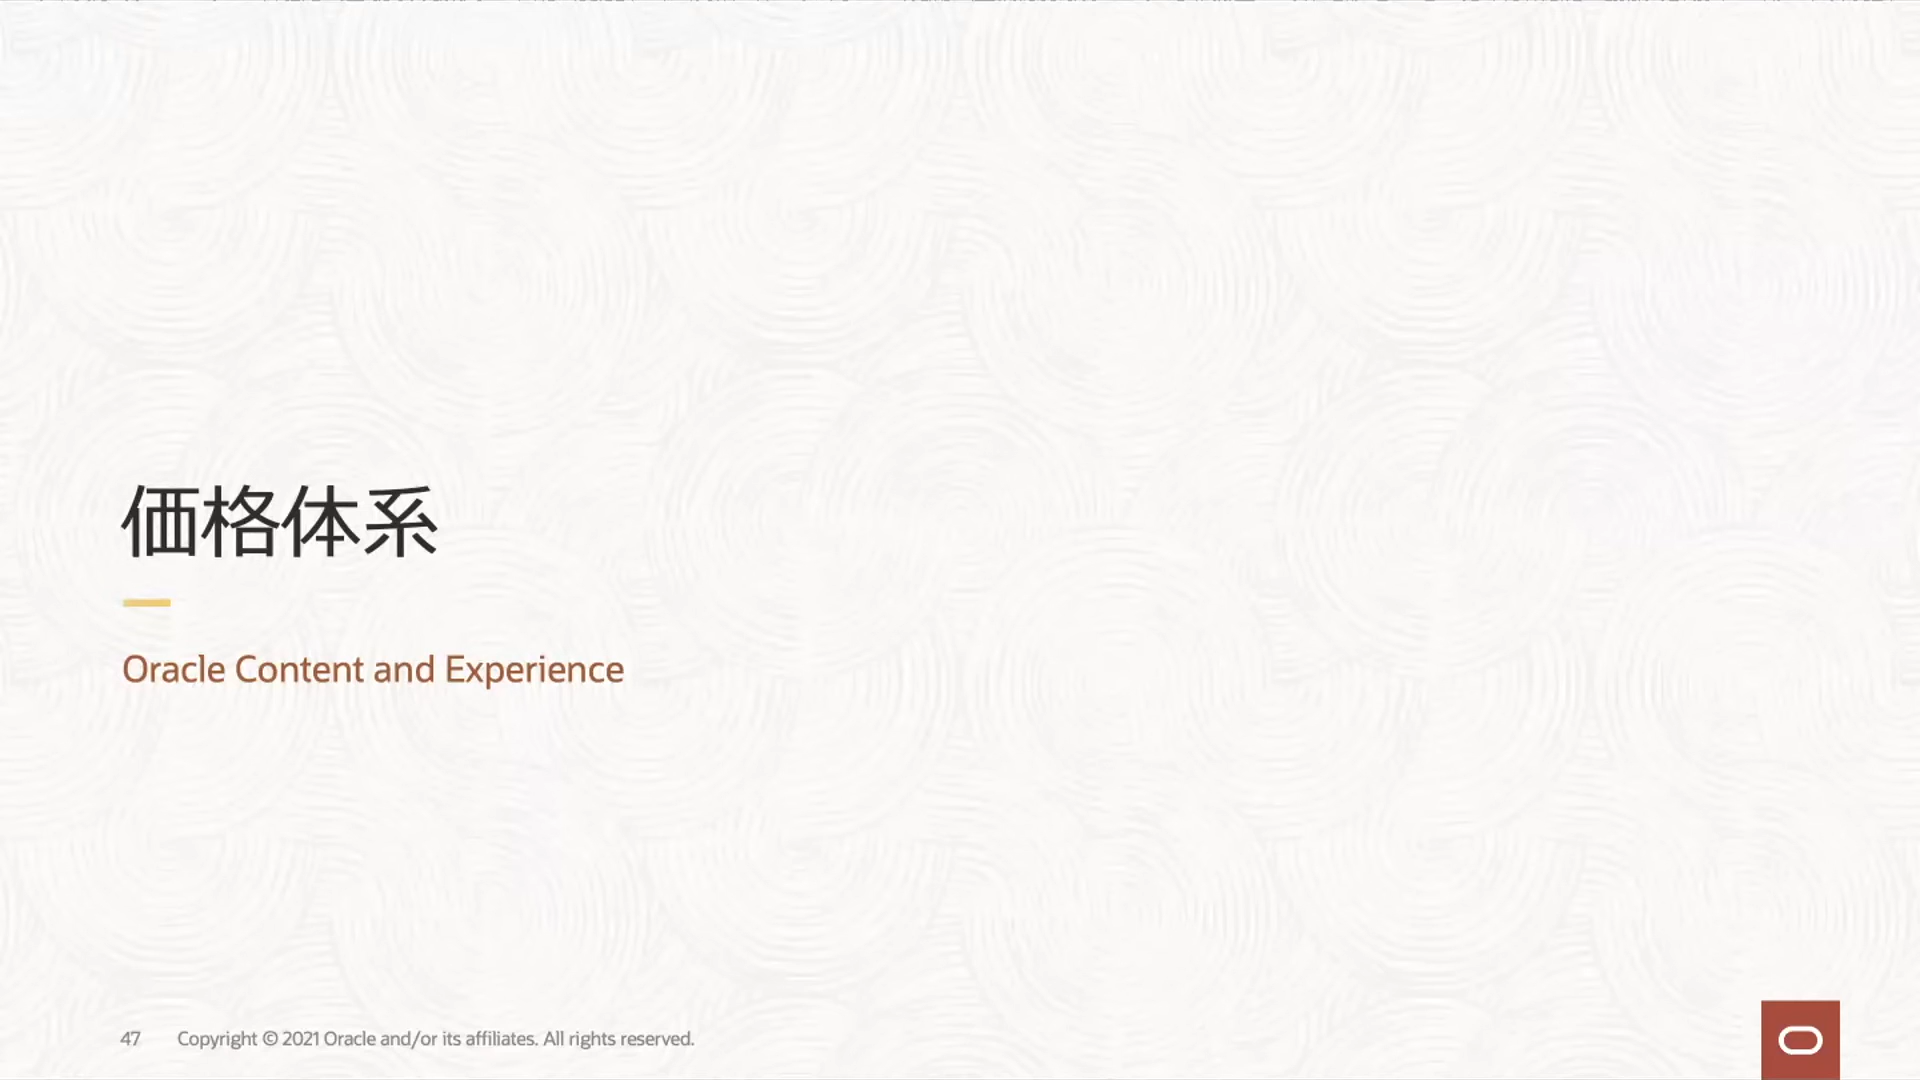 価格体系
Oracle Content and Experience
47 Copyright © 2021 Oracle and/or its affiliates. All rights reserved.